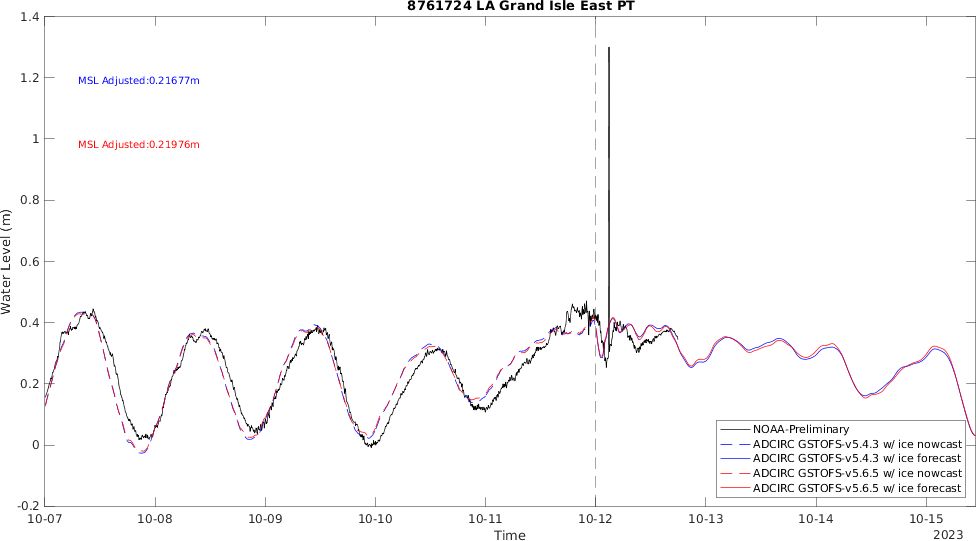 8761724 LA Grand Isle East PT
1.4
1.2
1
0.8
0.6
0.4
0.2
0
-0.2
Water Level (m)
MSL Adjusted:0.21677m
MSL Adjusted:0.21976m
NOAA-Preliminary
ADCIRC GSTOFS-v5.4.3 w/ ice nowcast
ADCIRC GSTOFS-v5.4.3 w/ ice forecast
ADCIRC GSTOFS-v5.6.5 w/ ice nowcast
ADCIRC GSTOFS-v5.6.5 w/ ice forecast
10-07 10-08 10-09 10-10 10-11 10-12 10-13 10-14 10-15
Time
2023